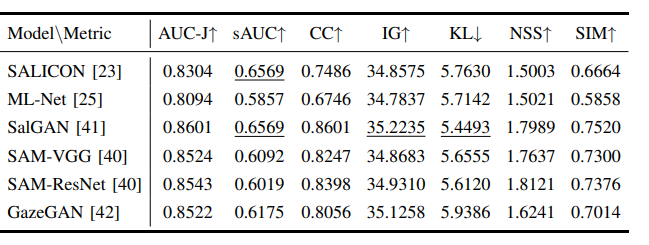 Model\Metric AUC-J↑ sAUC↑ CC↑ IG↑ KL↓ NSS↑ SIM↑
SALICON [23] 0.8304 0.6569 0.7486 34.8575 5.7630 1.5003 0.6664
ML-Net [25] 0.8094 0.5857 0.6746 34.7837 5.7142 1.5021 0.5858
SalGAN [41] 0.8601 0.6569 0.8601 35.2235 5.4493 1.7989 0.7520
SAM-VGG [40] 0.8524 0.6092 0.8247 34.8683 5.6555 1.7637 0.7300
SAM-ResNet [40] 0.8543 0.6019 0.8398 34.9310 5.6120 1.8121 0.7376
GazeGAN [42] 0.8522 0.6175 0.8056 35.1258 5.9386 1.6241 0.7014